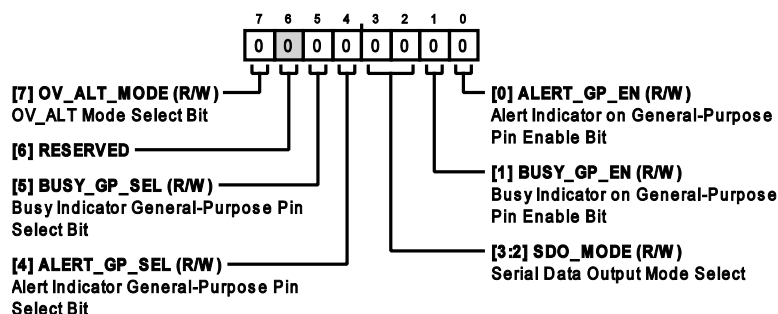 7 6 5 4 3 2 1 0
0 0 0 0 0 0 0 0
[7] OV_ALT_MODE (R/W)
OV_ALT Mode Select Bit
[6] RESERVED
[5] BUSY_GP_SEL (R/W)
Busy Indicator General-Purpose Pin
Select Bit
[4] ALERT_GP_SEL (R/W)
Alert Indicator General-Purpose Pin
Select Bit
[0] ALERT_GP_EN (R/W)
Alert Indicator on General-Purpose
Pin Enable Bit
[1] BUSY_GP_EN (R/W)
Busy Indicator on General-Purpose
Pin Enable Bit
[3:2] SDO_MODE (R/W)
Serial Data Output Mode Select